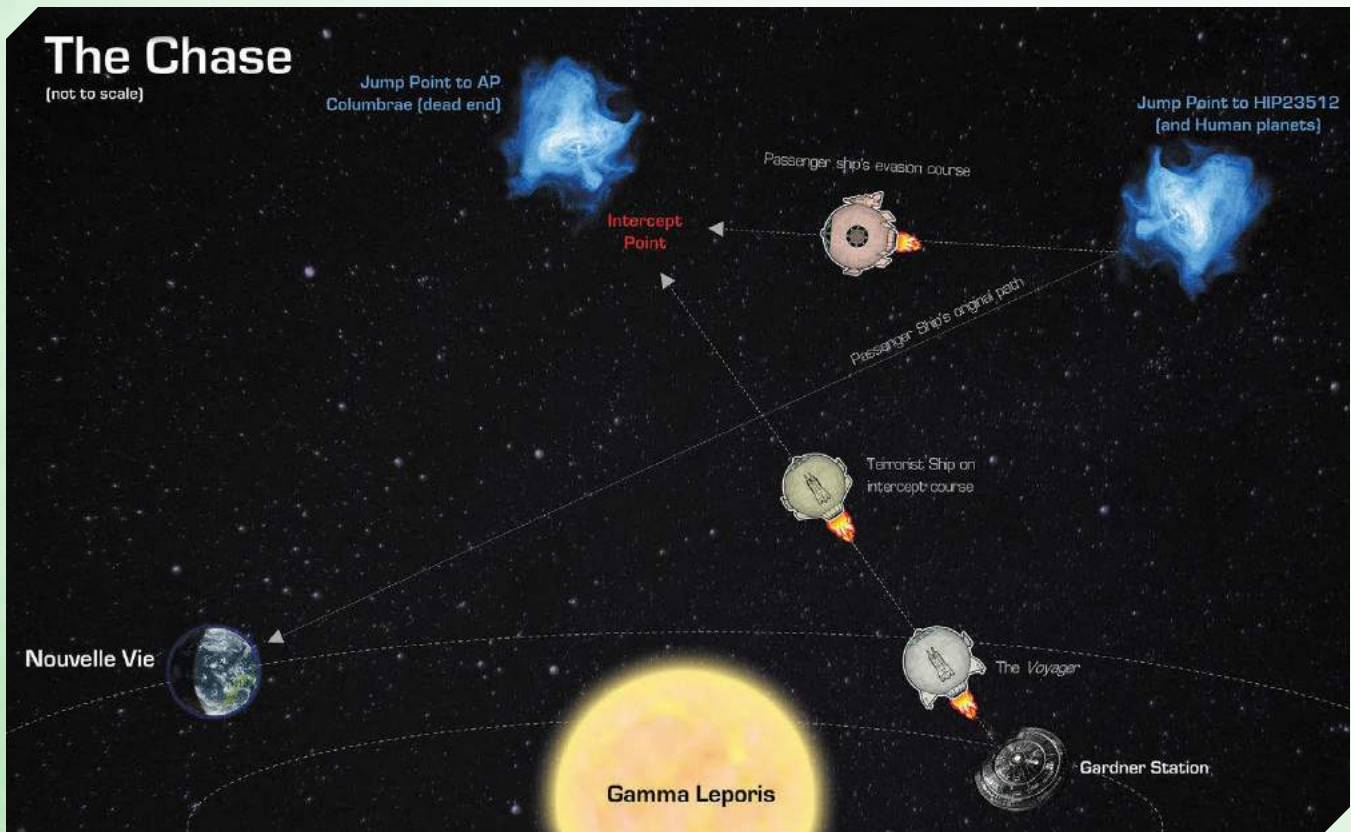 The Chase
(not to scale)
Jump Point to AP
Columbrae (dead end)
Jump Point to HIP23512
(and Human planets)
Passenger ship's evasion course
Intercept
Point
Passenger Ship's original path
Terrorist Ship on
intercept course
Nouvelle Vie
The Voyager
Gardner Station
Gamma Leporis